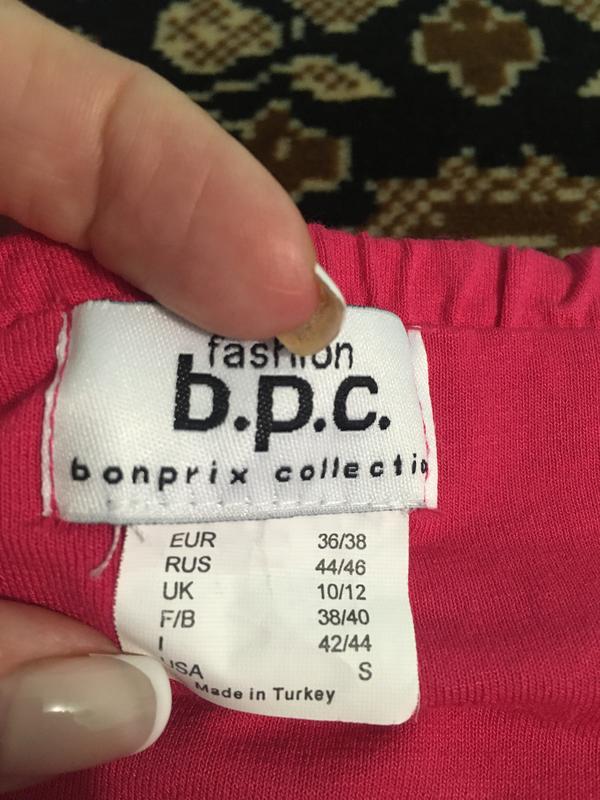 fashion
b.p.c.
bonprix collectio
EUR 36/38
RUS 44/46
UK 10/12
F/B 38/40
I 42/44
USA S
Made in Turkey